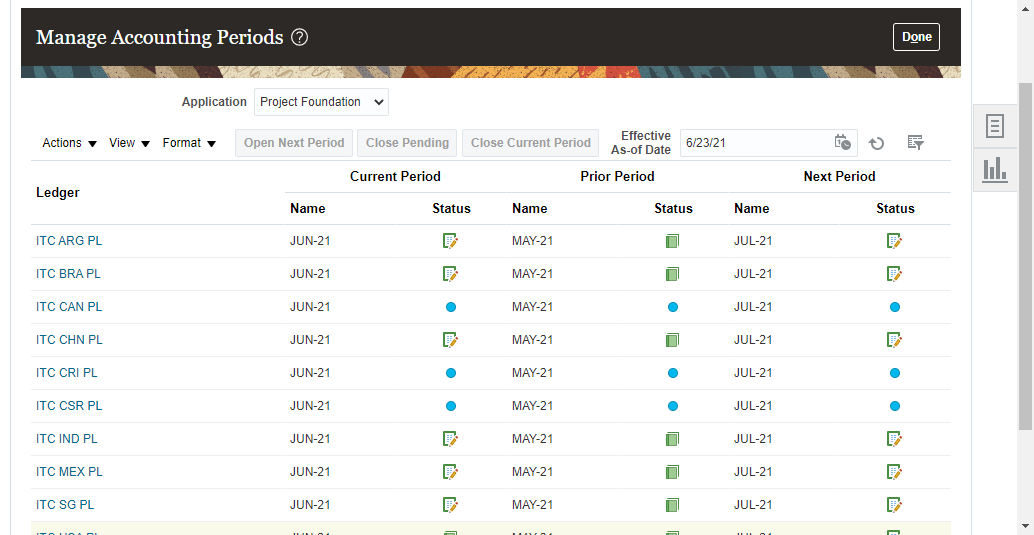 Manage Accounting Periods ?
Done
Application Project Foundation
Actions View Format Open Next Period Close Pending Close Current Period Effective As-of Date 6/23/21
Ledger Current Period Prior Period Next Period
Name Status Name Status Name Status
ITC ARG PL JUN-21 MAY-21 JUL-21
ITC BRA PL JUN-21 MAY-21 JUL-21
ITC CAN PL JUN-21 MAY-21 JUL-21
ITC CHN PL JUN-21 MAY-21 JUL-21
ITC CRI PL JUN-21 MAY-21 JUL-21
ITC CSR PL JUN-21 MAY-21 JUL-21
ITC IND PL JUN-21 MAY-21 JUL-21
ITC MEX PL JUN-21 MAY-21 JUL-21
ITC SG PL JUN-21 MAY-21 JUL-21